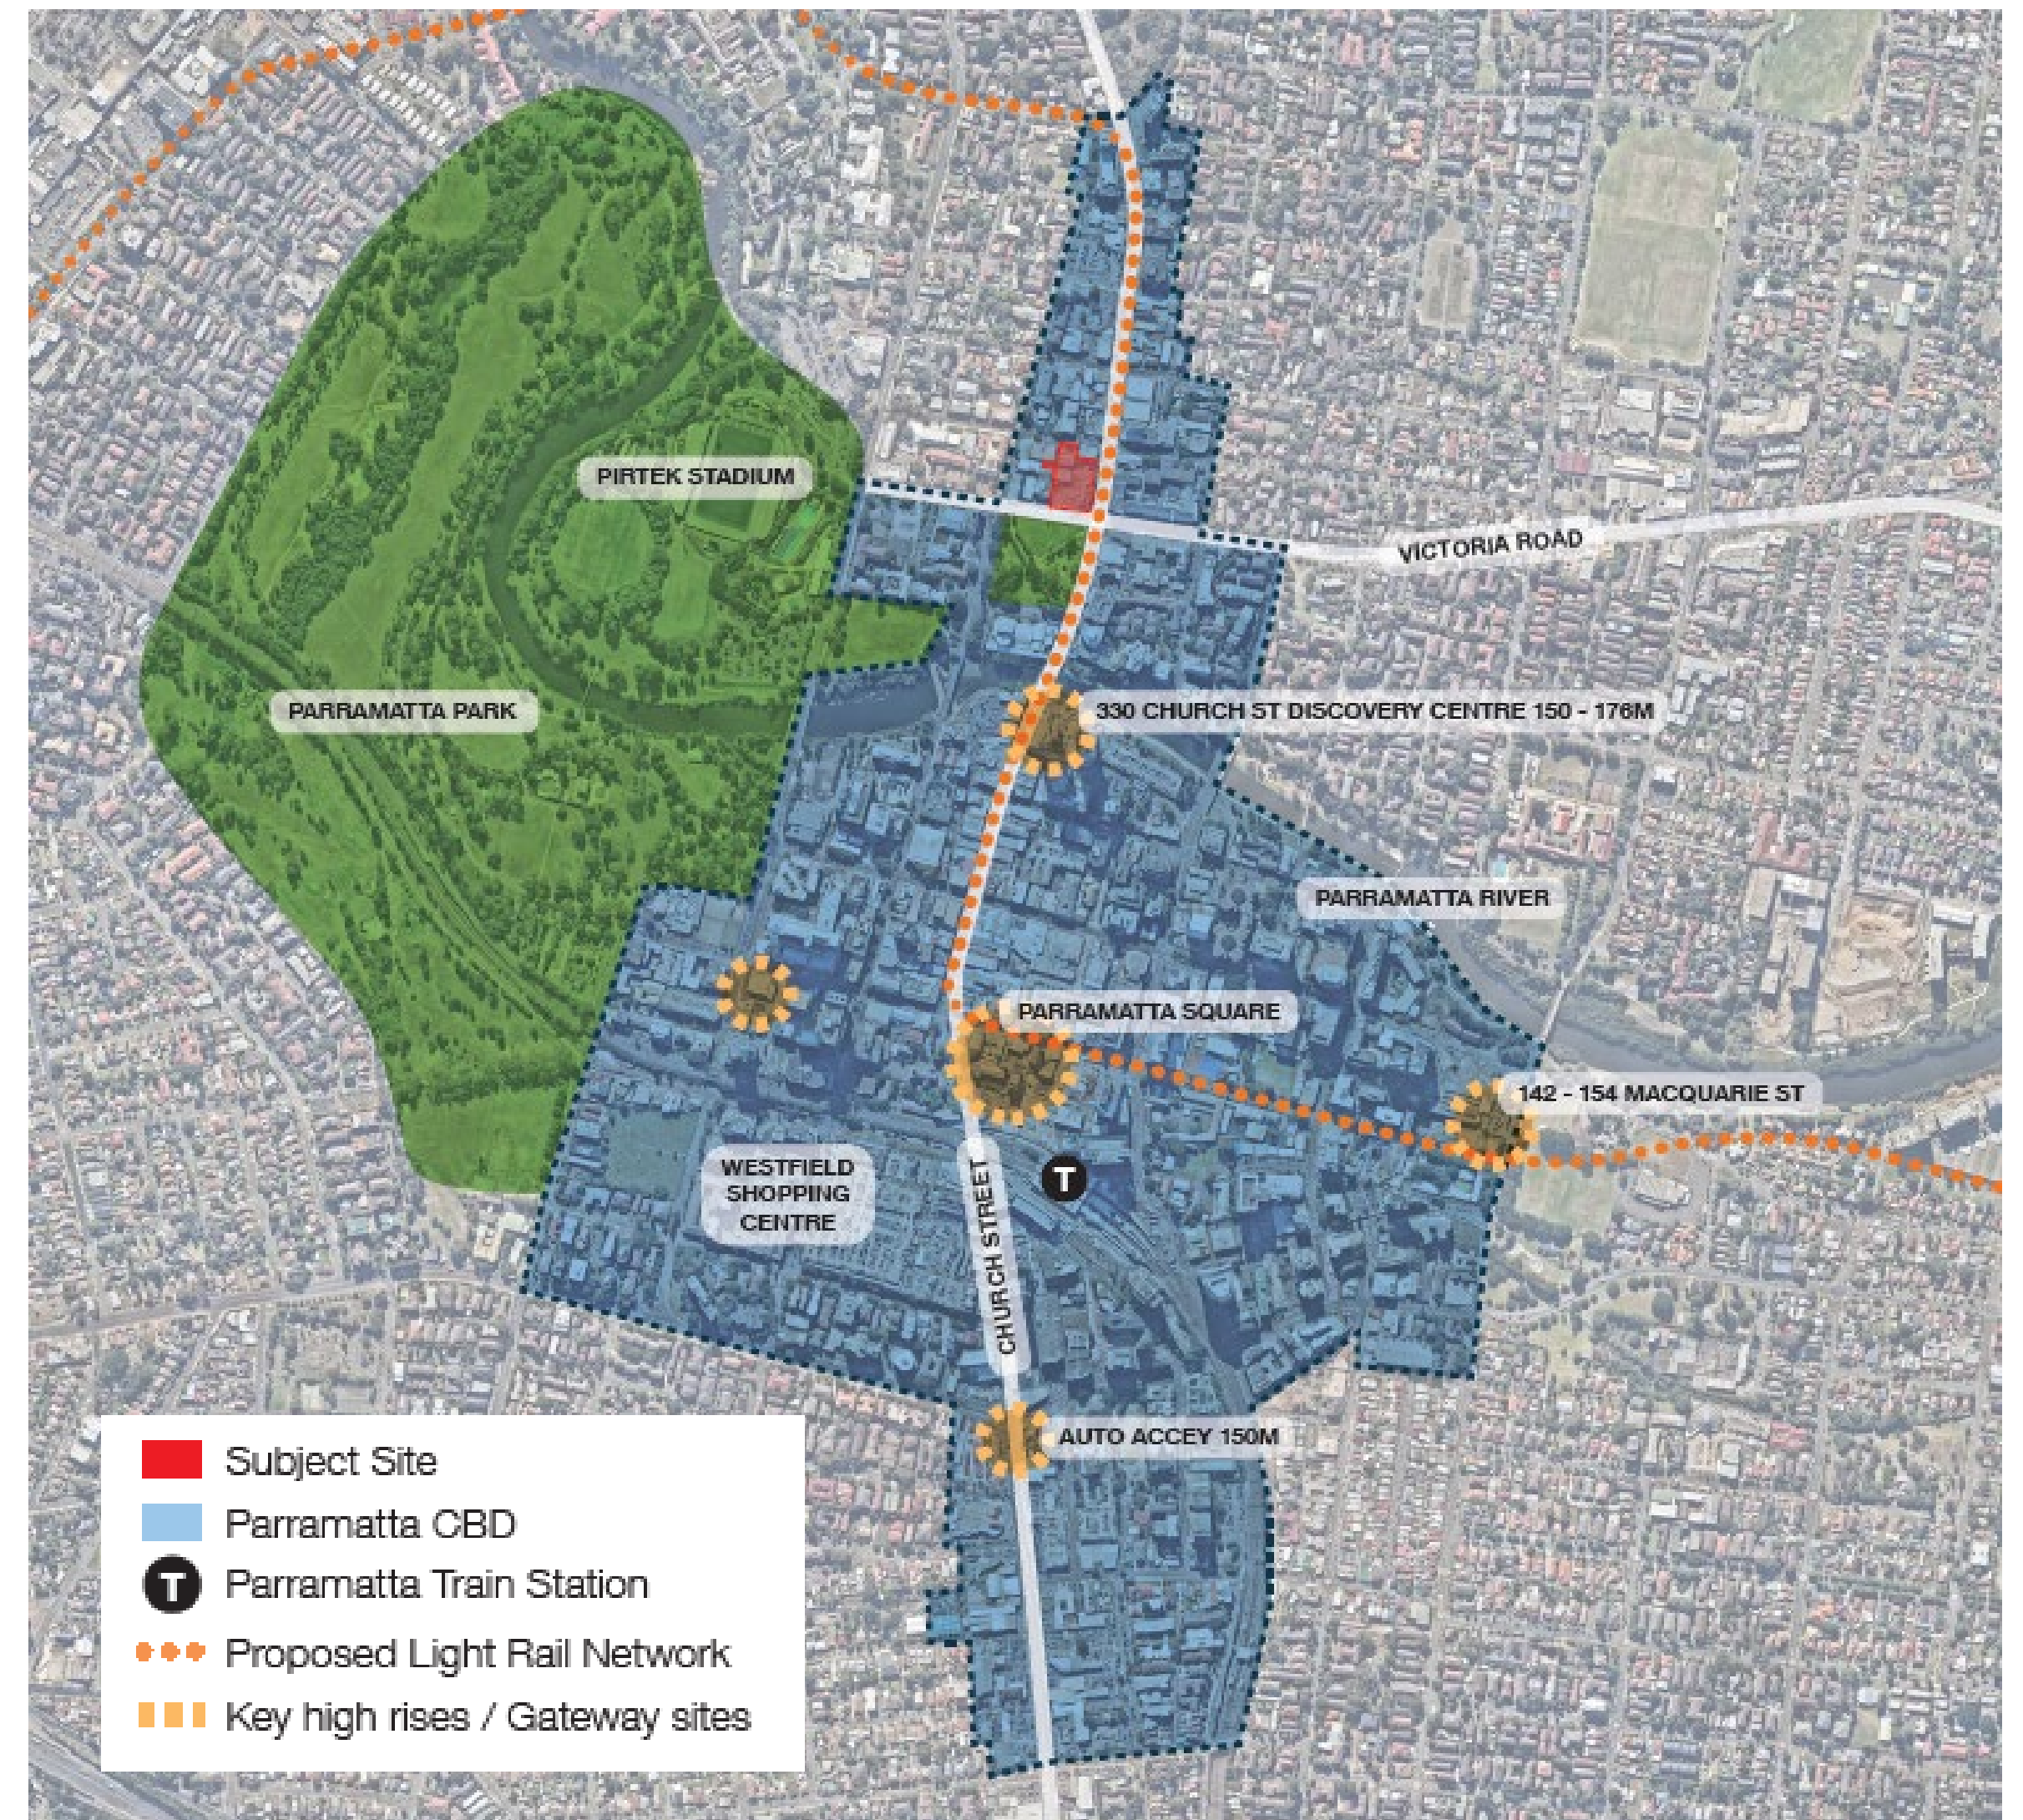 PIRTEK STADIUM
VICTORIA ROAD
PARRAMATTA PARK
330 CHURCH ST DISCOVERY CENTRE 150 - 176M
PARRAMATTA RIVER
PARRAMATTA SQUARE
142 - 154 MACQUARIE ST
WESTFIELD
SHOPPING
CENTRE
T
CHURCH STREET
AUTO ACCEY 150M
Subject Site
Parramatta CBD
T Parramatta Train Station
Proposed Light Rail Network
Key high rises / Gateway sites